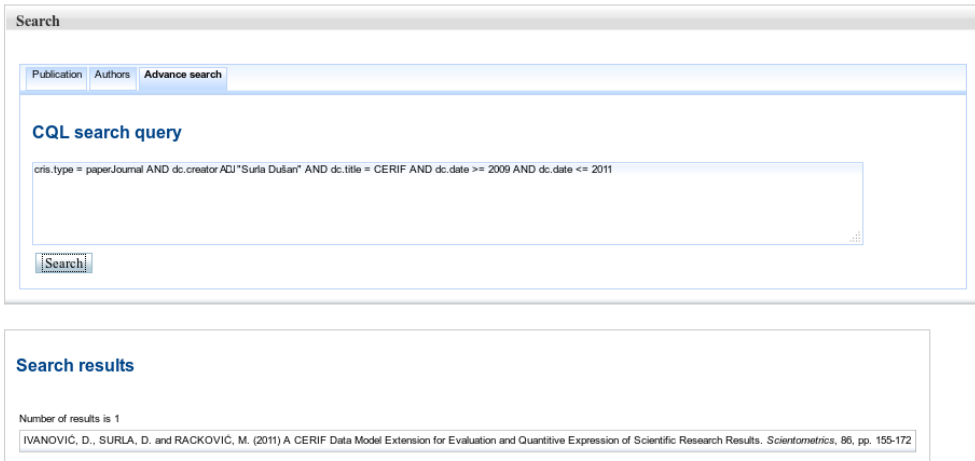 Search
Publication Authors Advance search
CQL search query
cris.type = paperJournal AND dc.creator ADJ "Surla Dušan" AND dc.title = CERIF AND dc.date >= 2009 AND dc.date <= 2011
Search
Search results
Number of results is 1
IVANOVIĆ, D., SURLA, D. and RACKOVIĆ, M. (2011) A CERIF Data Model Extension for Evaluation and Quantitive Expression of Scientific Research Results. Scientometrics, 86, pp. 155-172